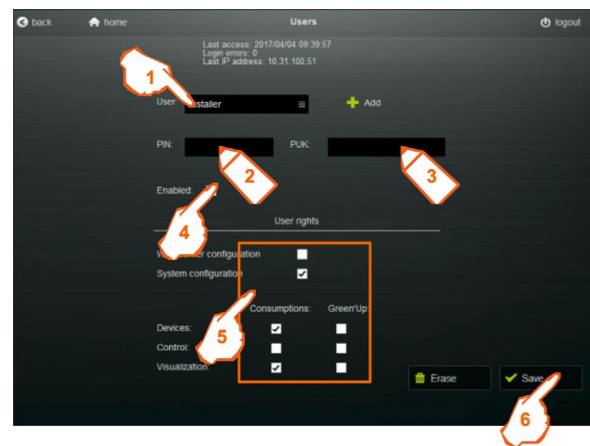 back home Users logout
Last access: 2017/04/04 09:39:57
Login errors: 0
Last IP address: 10.31.100.51
1
User: Add
PIN: PUK:
2 3
Enabled:
4
User rights
configuration
System configuration
Consumptions: Green'Up:
5
Devices:
Control:
Visualization:
Erase Save
6